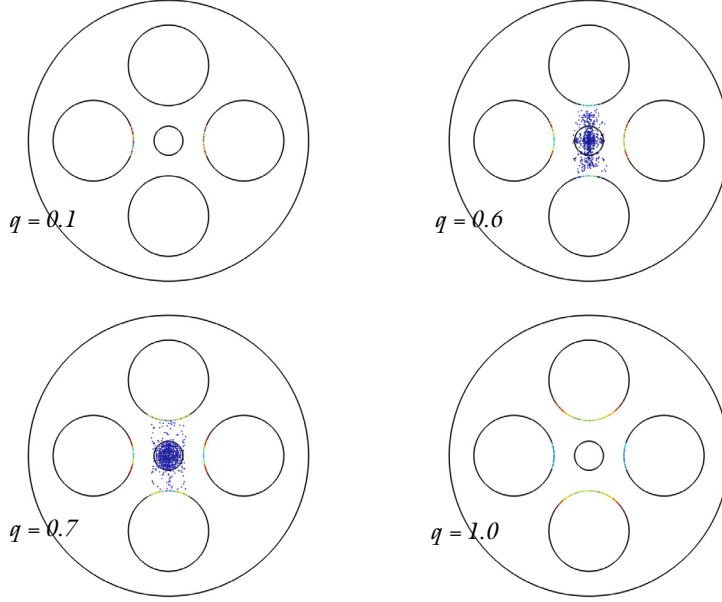 q = 0.1
q = 0.6
q = 0.7
q = 1.0